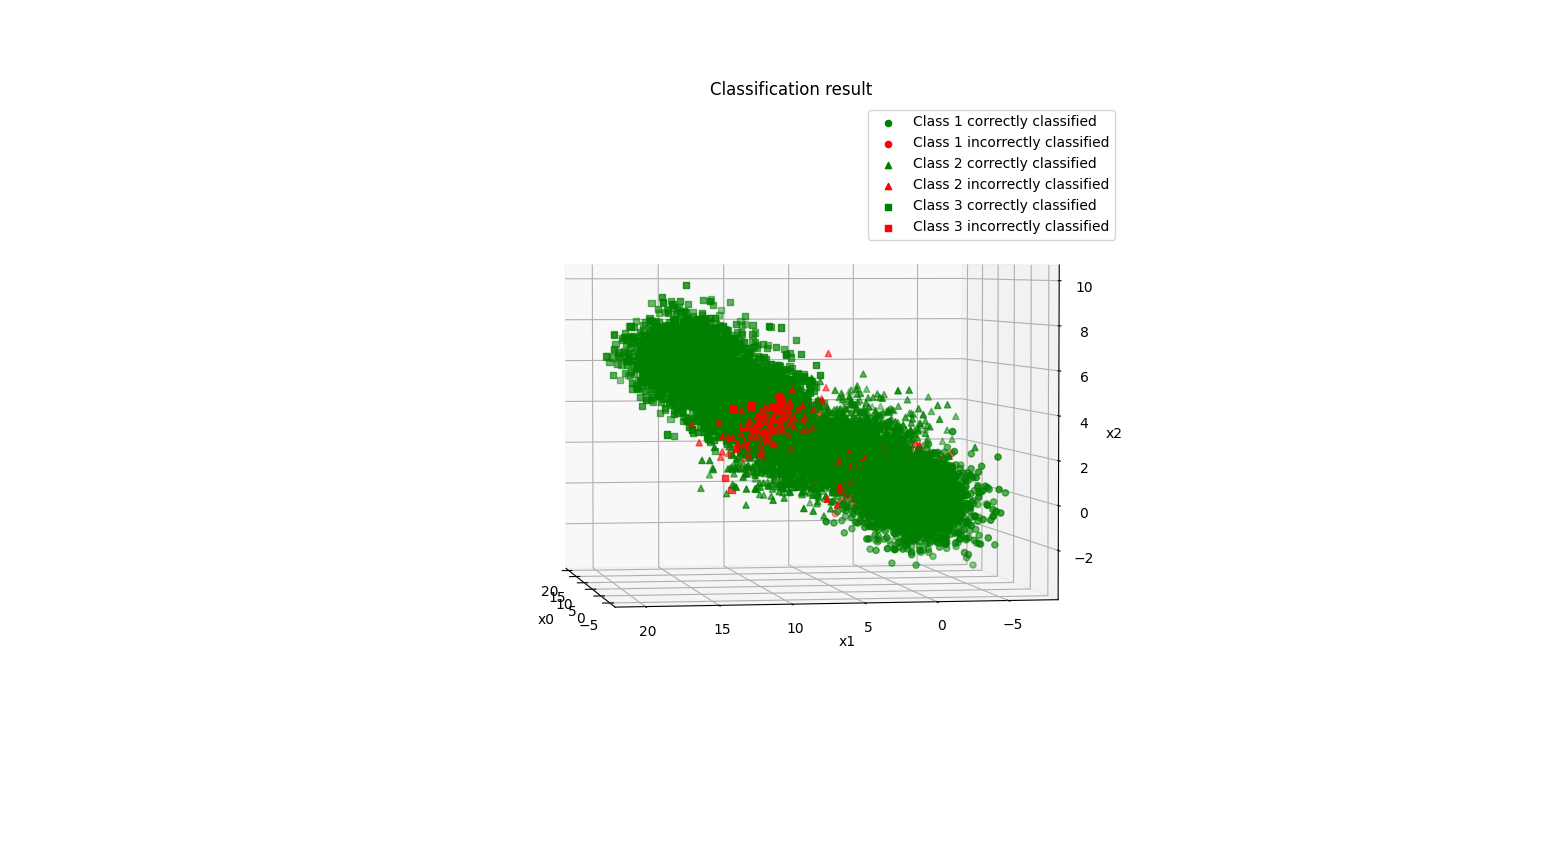 Classification result
Class 1 correctly classified
Class 1 incorrectly classified
Class 2 correctly classified
Class 2 incorrectly classified
Class 3 correctly classified
Class 3 incorrectly classified
10
8
6
4
x2
2
0
−2
20
15
10
5
0
−5
x0
20
15
10
5
0
−5
x1